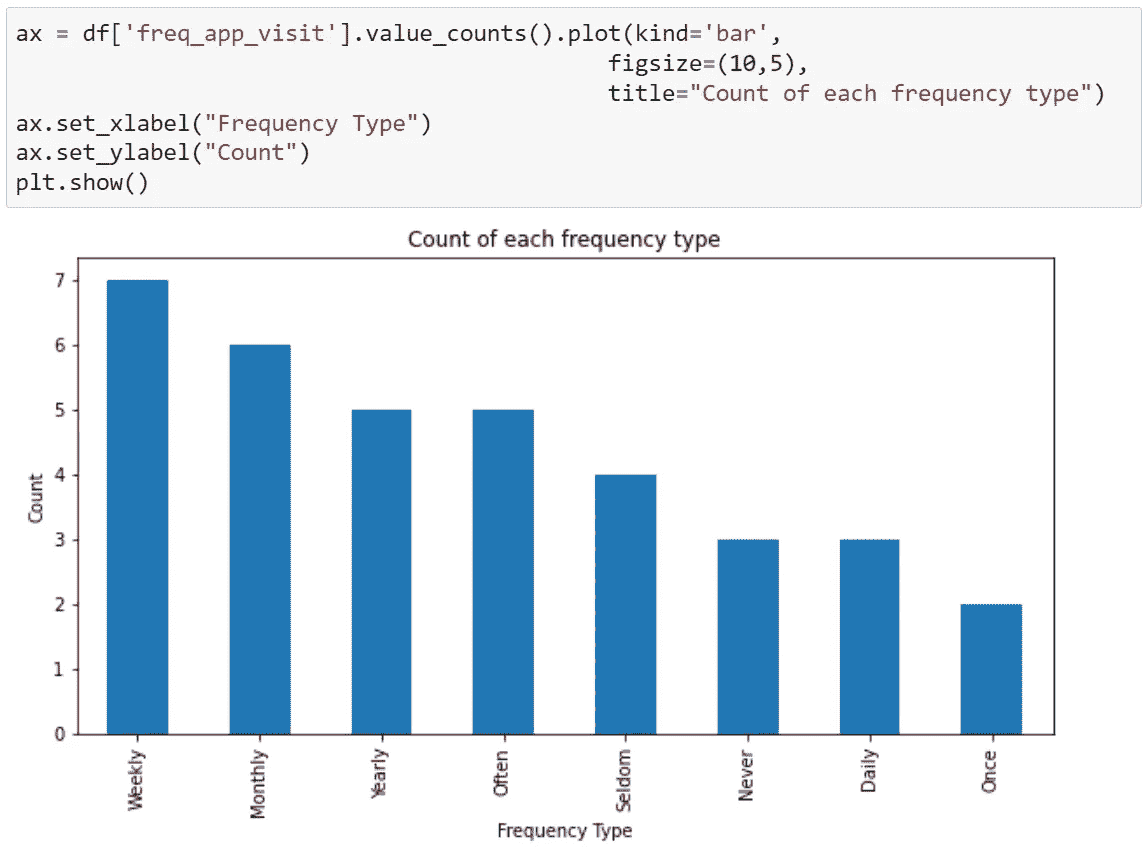 ax = df['freq_app_visit'].value_counts().plot(kind='bar',
figsize=(10,5),
title="Count of each frequency type")
ax.set_xlabel("Frequency Type")
ax.set_ylabel("Count")
plt.show()
Count of each frequency type
7
6
5
4
3
2
1
0
Count
Weekly
Monthly
Yearly
Often
Seldom
Never
Daily
Once
Frequency Type